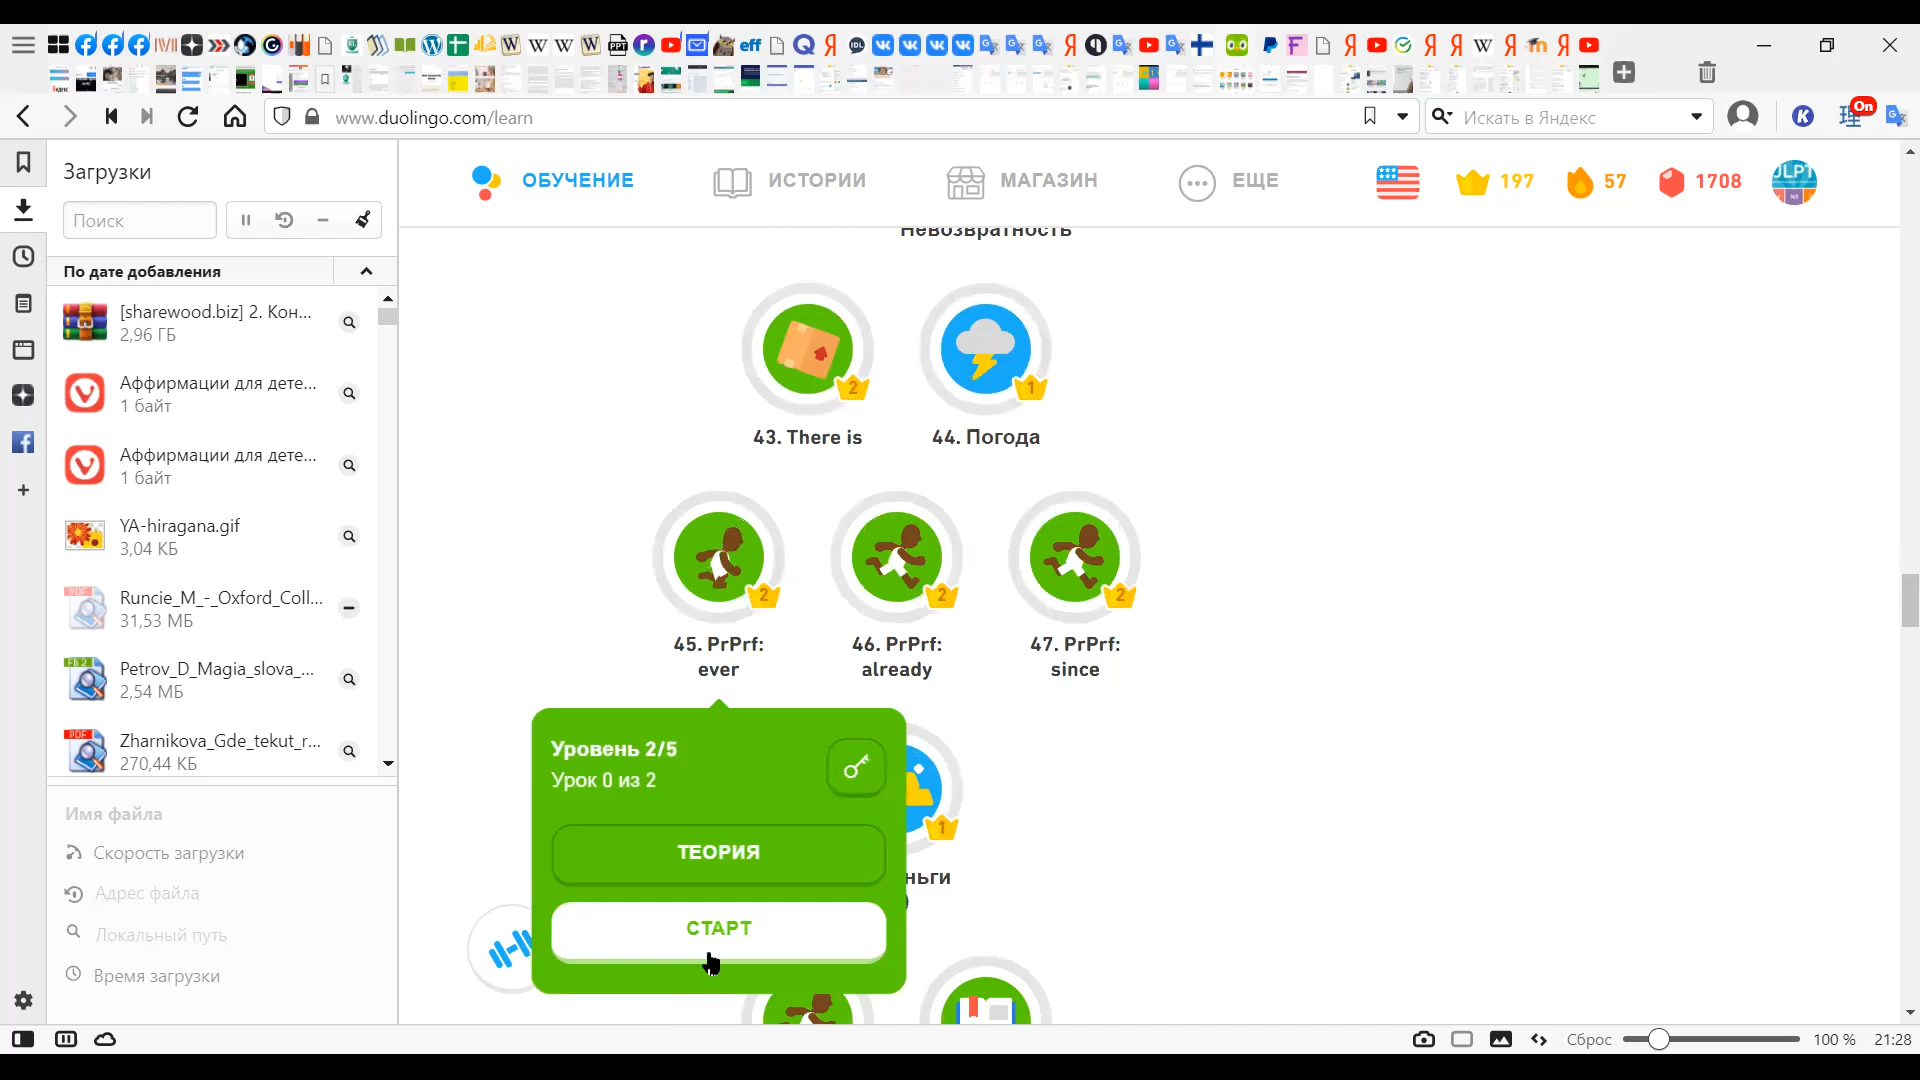 www.duolingo.com/learn
Искать в Яндекс
On
Загрузки
Поиск
По дате добавления
[sharewood.biz] 2. Кон...
2,96 ГБ
Аффирмации для дете...
1 байт
Аффирмации для дете...
1 байт
YA-hiragana.gif
3,04 КБ
Runcie_M_-_Oxford_Coll...
31,53 МБ
Petrov_D_Magia_slova_...
2,54 МБ
Zharnikova_Gde_tekut_r...
270,44 КБ
Имя файла
Скорость загрузки
Адрес файла
Локальный путь
Время загрузки
ОБУЧЕНИЕ
ИСТОРИИ
МАГАЗИН
ЕЩЕ
197
57
1708
JLPT
N3
Невозвратность
2
1
43. There is
44. Погода
2
2
2
45. PrPrf:
ever
46. PrPrf:
already
47. PrPrf:
since
Уровень 2/5
Урок 0 из 2
ТЕОРИЯ
СТАРТ
1
ньги
Сброс
100 %
21:28